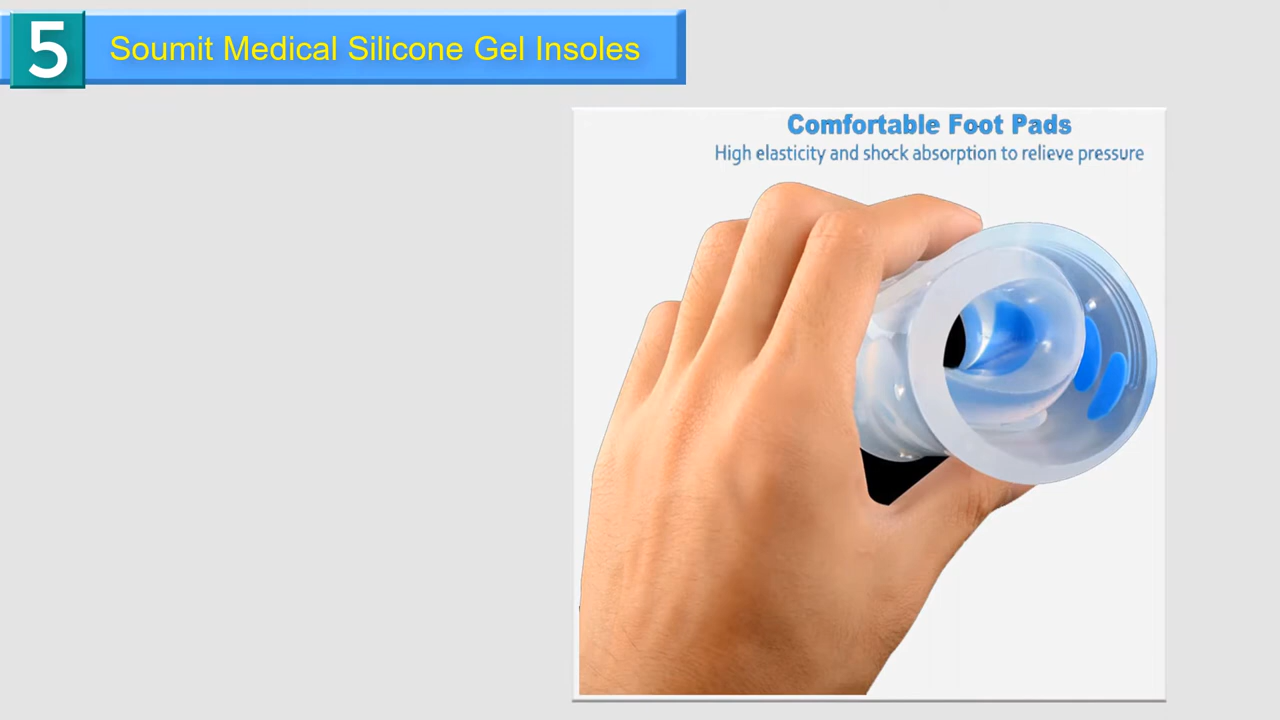 5
Soumit Medical Silicone Gel Insoles
Comfortable Foot Pads
High elasticity and shock absorption to relieve pressure